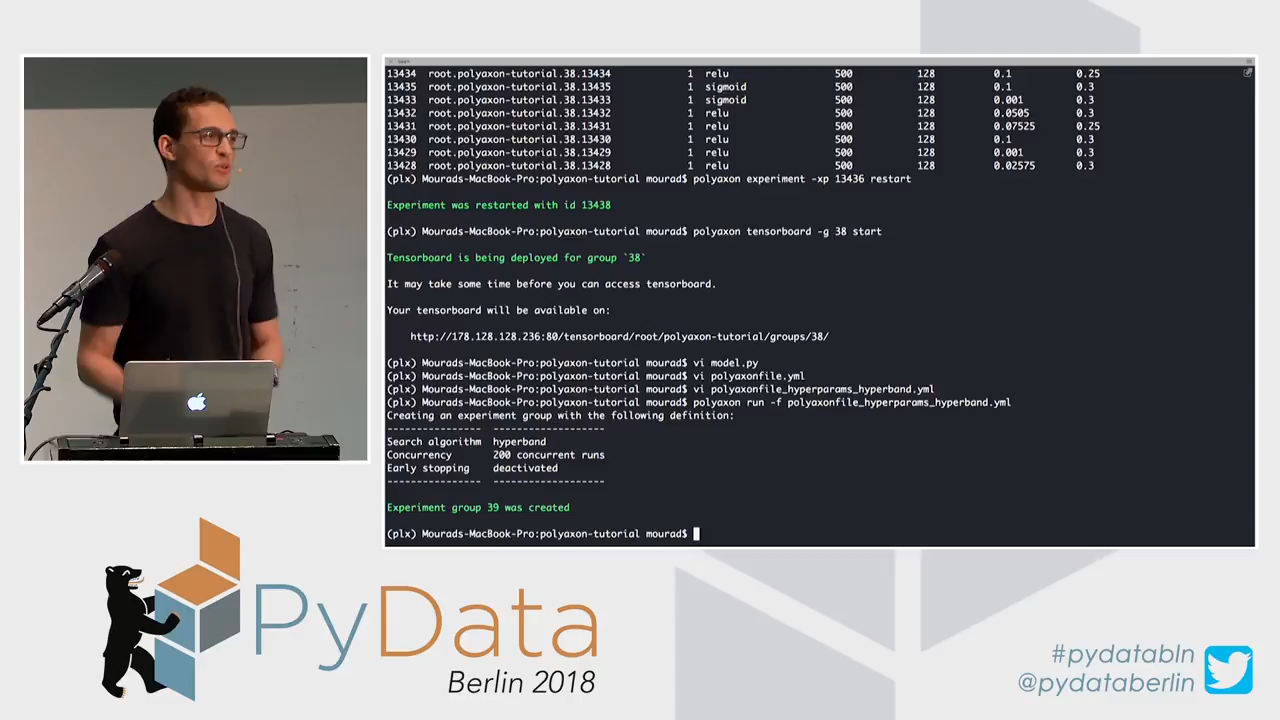 13434 root.polyaxon-tutorial.38.13434 1 relu 500 128 0.1 0.25
13435 root.polyaxon-tutorial.38.13435 1 sigmoid 500 128 0.1 0.3
13433 root.polyaxon-tutorial.38.13433 1 sigmoid 500 128 0.001 0.3
13432 root.polyaxon-tutorial.38.13432 1 relu 500 128 0.0505 0.3
13431 root.polyaxon-tutorial.38.13431 1 relu 500 128 0.07525 0.25
13430 root.polyaxon-tutorial.38.13430 1 relu 500 128 0.1 0.3
13429 root.polyaxon-tutorial.38.13429 1 relu 500 128 0.001 0.3
13428 root.polyaxon-tutorial.38.13428 1 relu 500 128 0.02575 0.3
(plx) Mourads-MacBook-Pro:polyaxon-tutorial mourad$ polyaxon experiment -xp 13436 restart
Experiment was restarted with id 13438
(plx) Mourads-MacBook-Pro:polyaxon-tutorial mourad$ polyaxon tensorboard -g 38 start
Tensorboard is being deployed for group `38`
It may take some time before you can access tensorboard.
Your tensorboard will be available on:
http://178.128.128.236:80/tensorboard/root/polyaxon-tutorial/groups/38/
(plx) Mourads-MacBook-Pro:polyaxon-tutorial mourad$ vi model.py
(plx) Mourads-MacBook-Pro:polyaxon-tutorial mourad$ vi polyaxonfile.yml
(plx) Mourads-MacBook-Pro:polyaxon-tutorial mourad$ vi polyaxonfile_hyperparams_hyperband.yml
(plx) Mourads-MacBook-Pro:polyaxon-tutorial mourad$ polyaxon run -f polyaxonfile_hyperparams_hyperband.yml
Creating an experiment group with the following definition:
---------------- -------------------
Search algorithm hyperband
Concurrency 200 concurrent runs
Early stopping deactivated
---------------- -------------------
Experiment group 39 was created
(plx) Mourads-MacBook-Pro:polyaxon-tutorial mourad$
PyData
Berlin 2018
#pydatabln
@pydataberlin